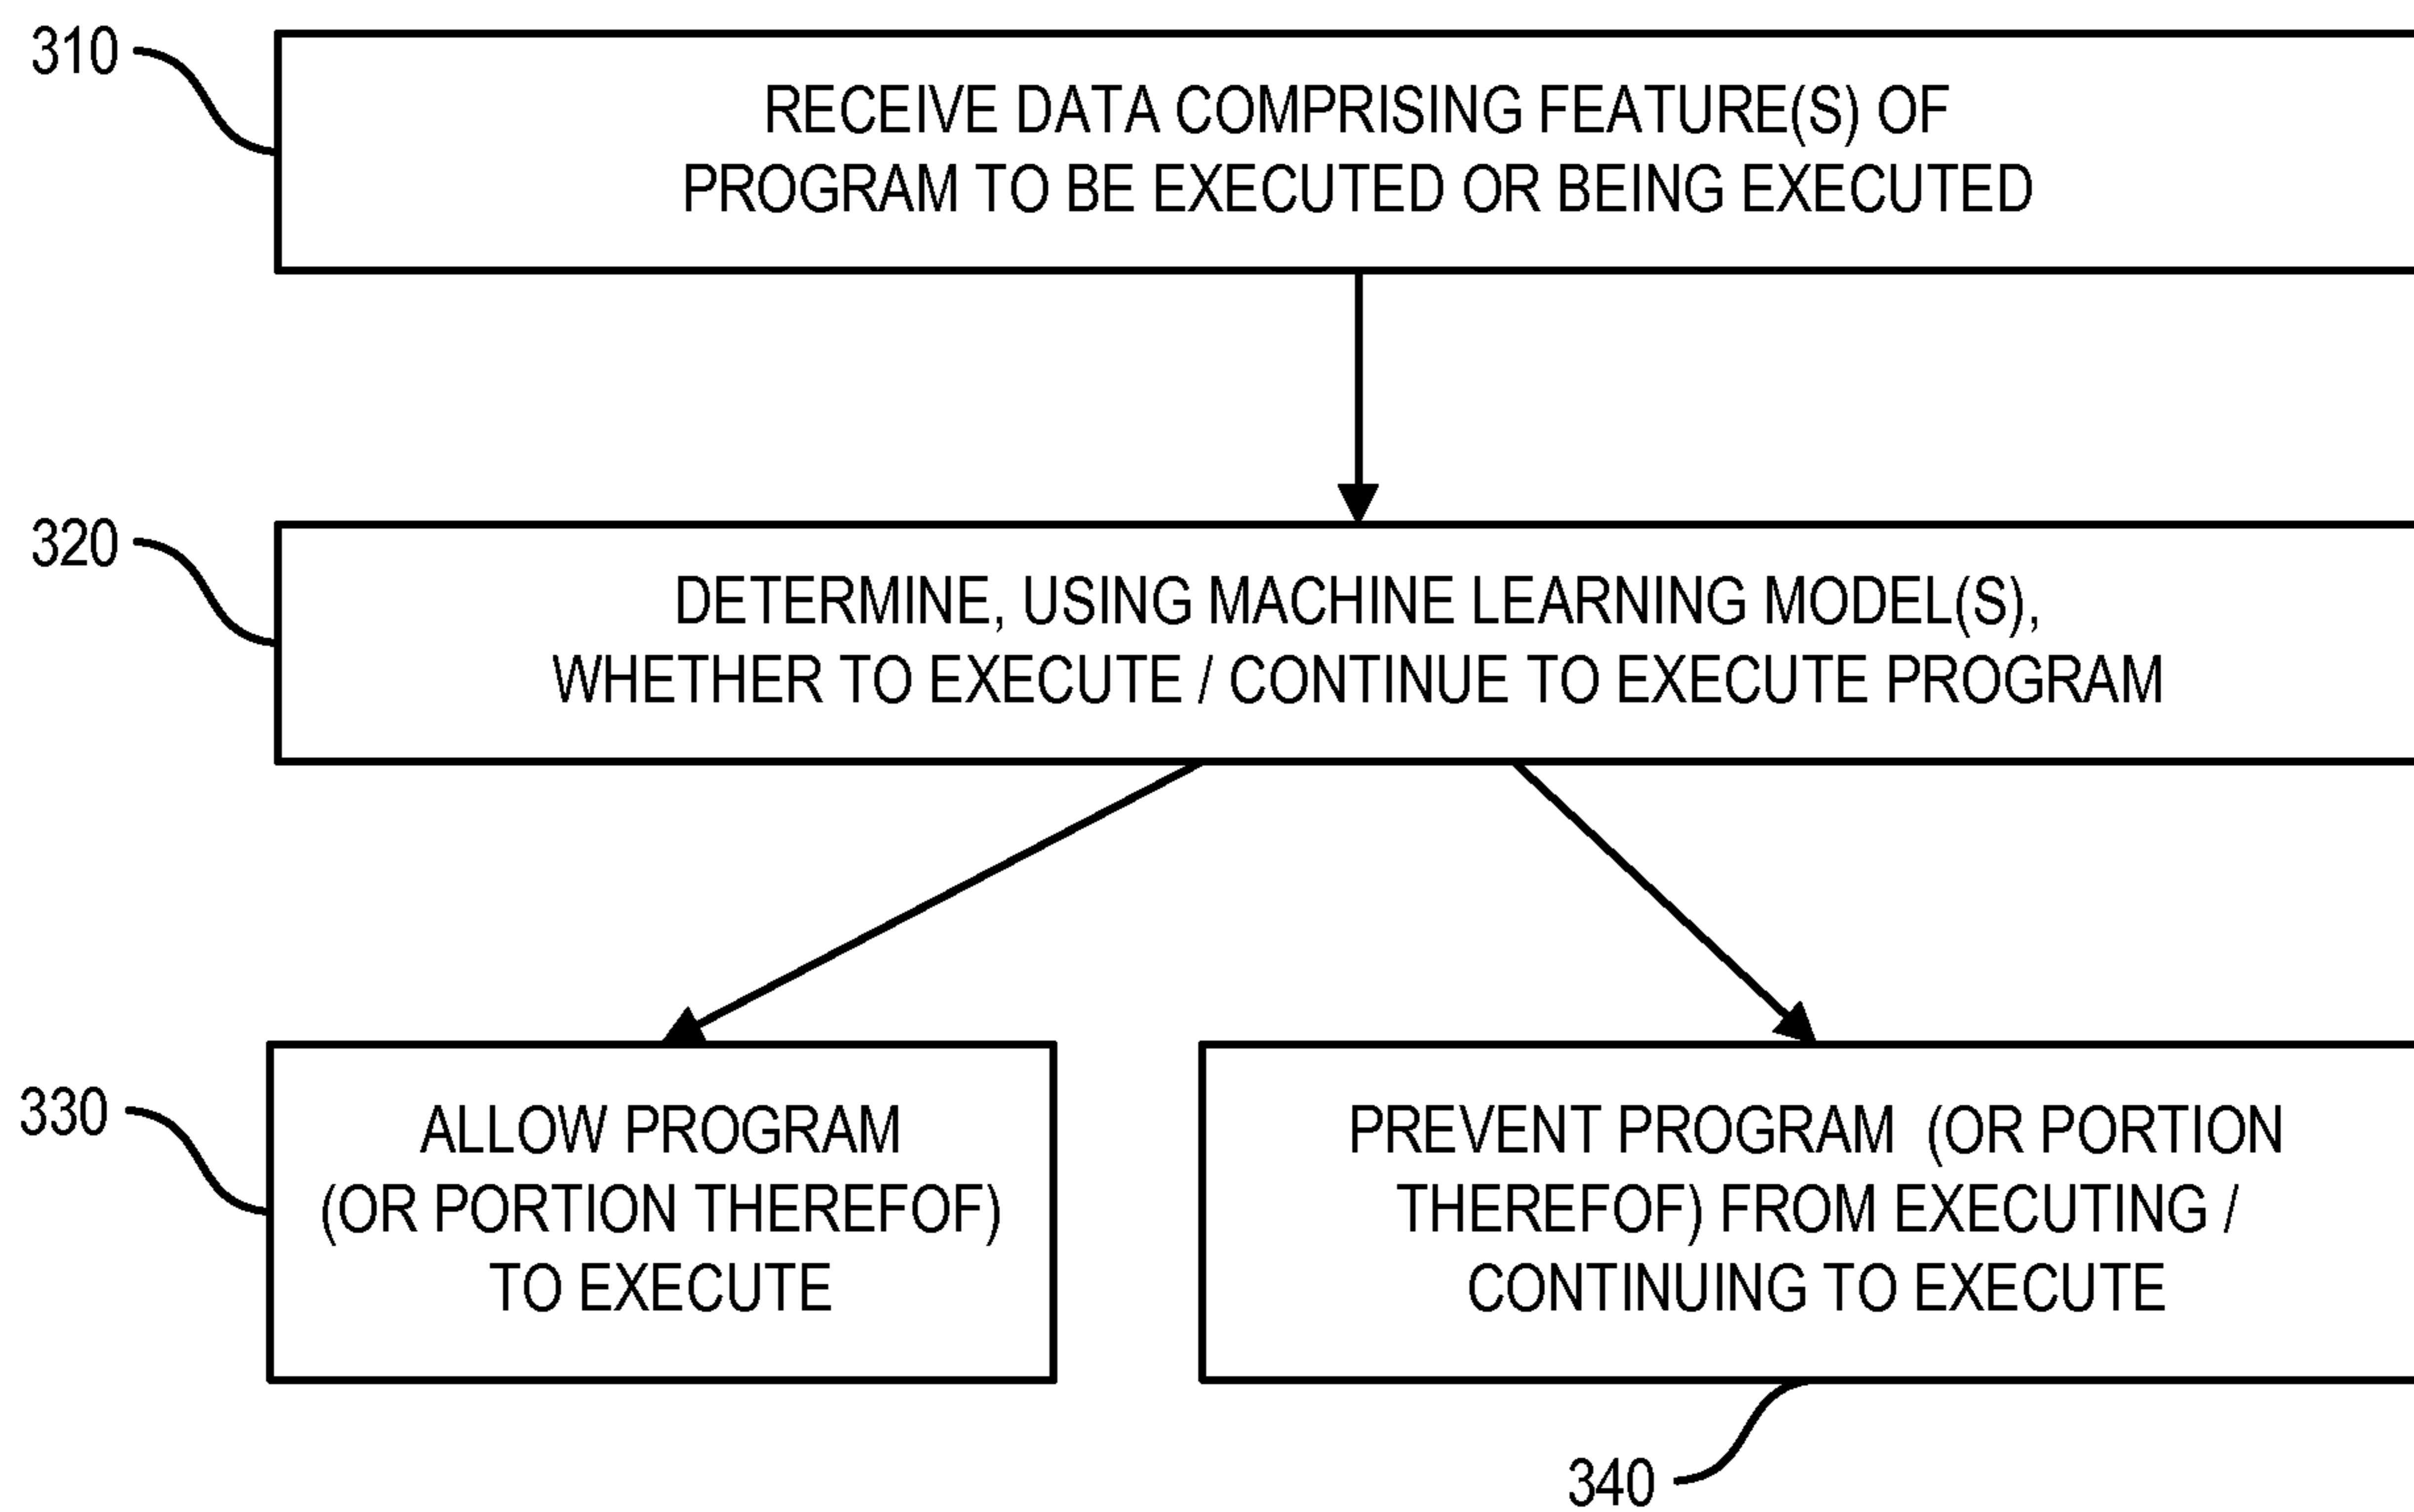 310
RECEIVE DATA COMPRISING FEATURE(S) OF
PROGRAM TO BE EXECUTED OR BEING EXECUTED
320
DETERMINE, USING MACHINE LEARNING MODEL(S),
WHETHER TO EXECUTE / CONTINUE TO EXECUTE PROGRAM
330
ALLOW PROGRAM
(OR PORTION THEREFOF)
TO EXECUTE
PREVENT PROGRAM (OR PORTION
THEREFOF) FROM EXECUTING /
CONTINUING TO EXECUTE
340